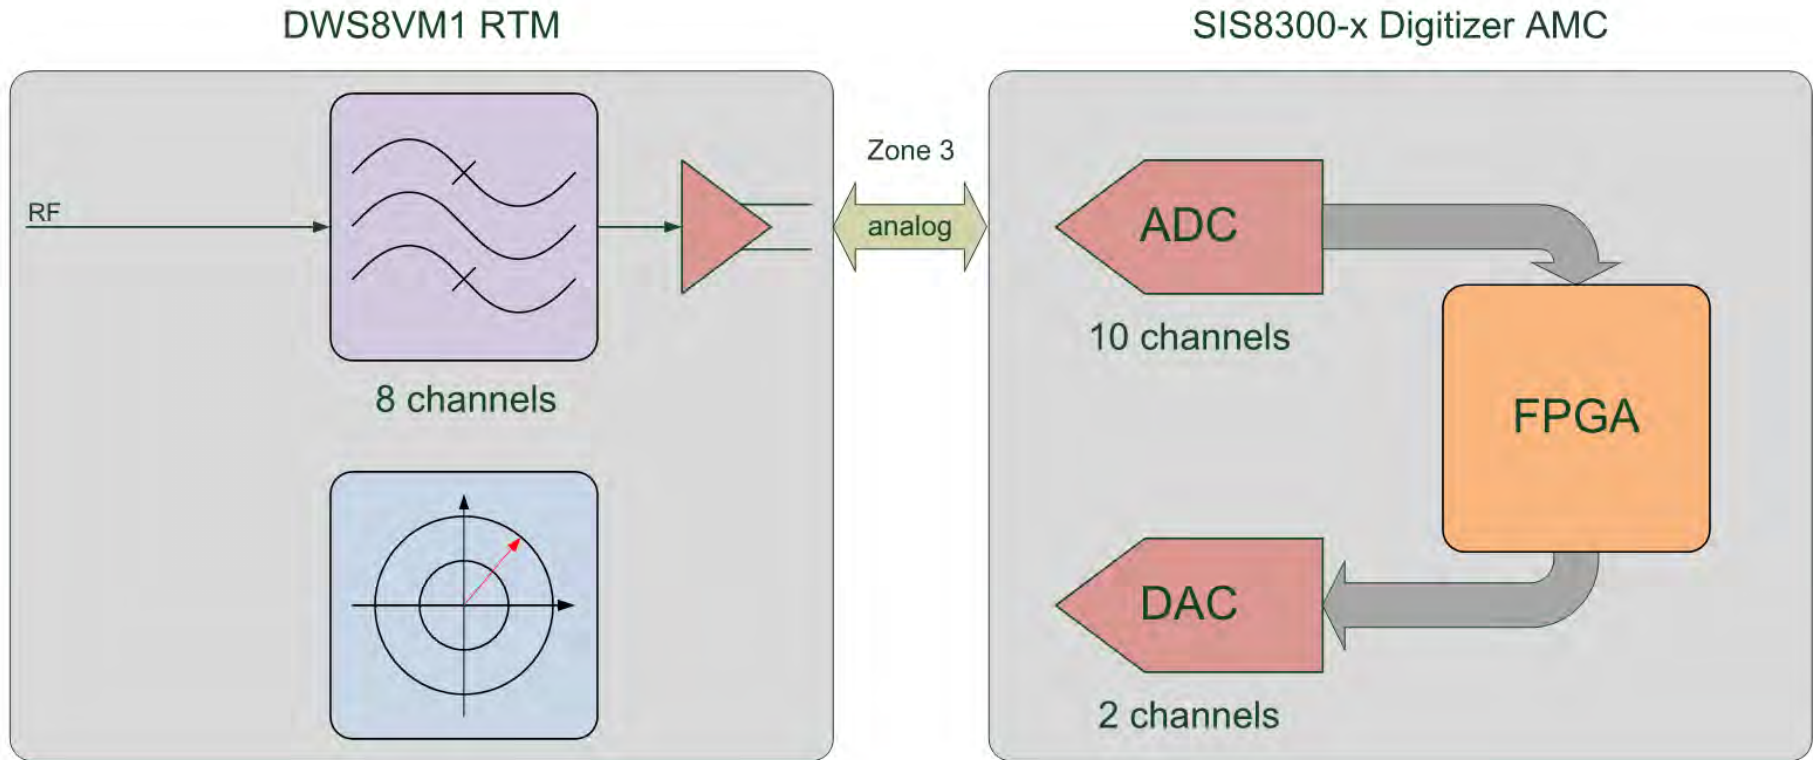 DWS8VM1 RTM
SIS8300-x Digitizer AMC
RF
8 channels
Zone 3
analog
ADC
10 channels
FPGA
DAC
2 channels